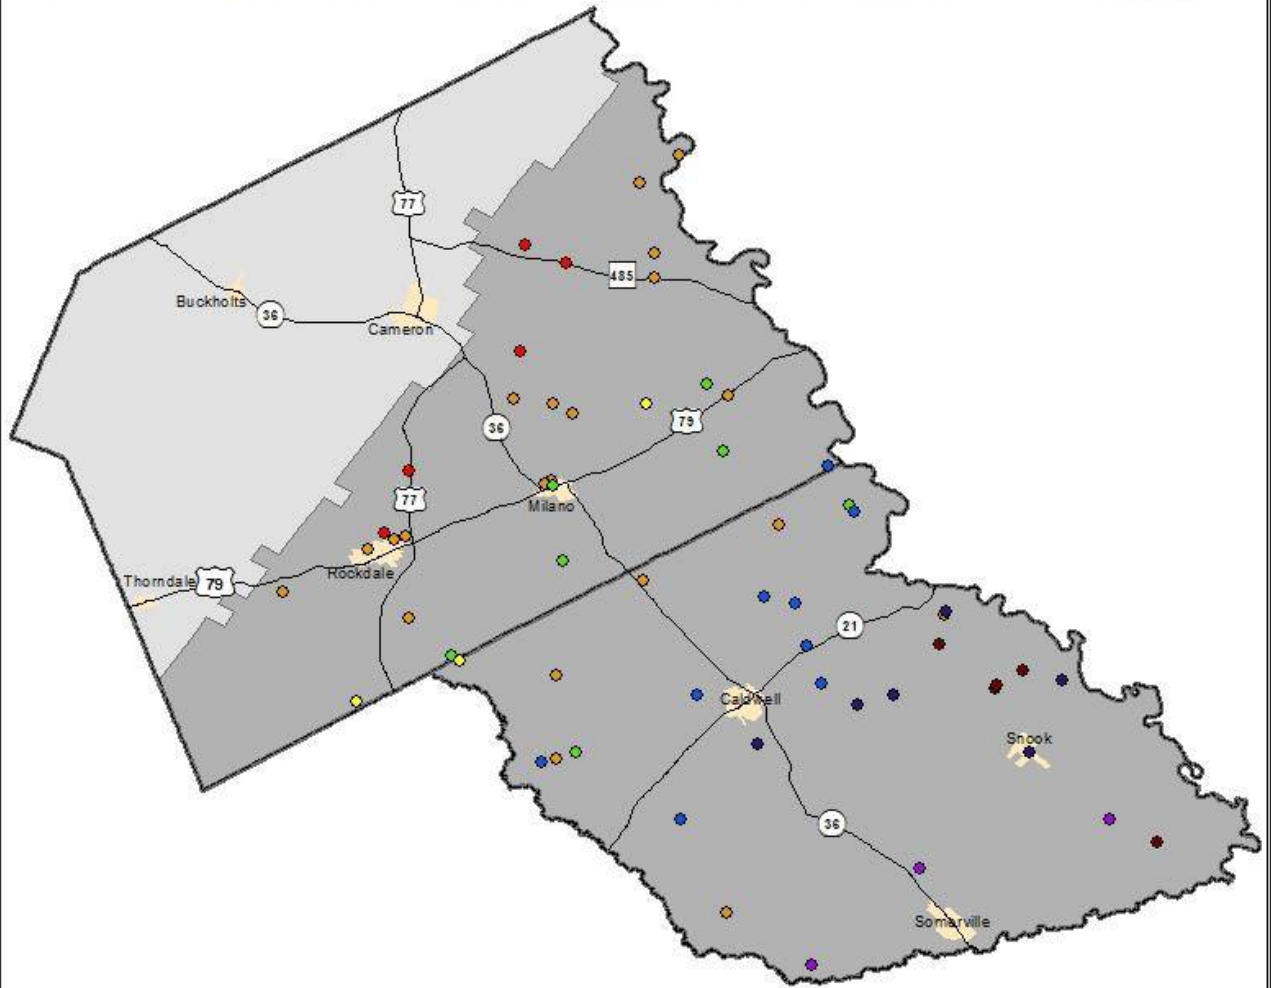 77
485
Buckholts
36
Cameron
36
79
77
Milano
Thorndale
79
Rockdale
21
Caldwell
Snook
36
Somerville